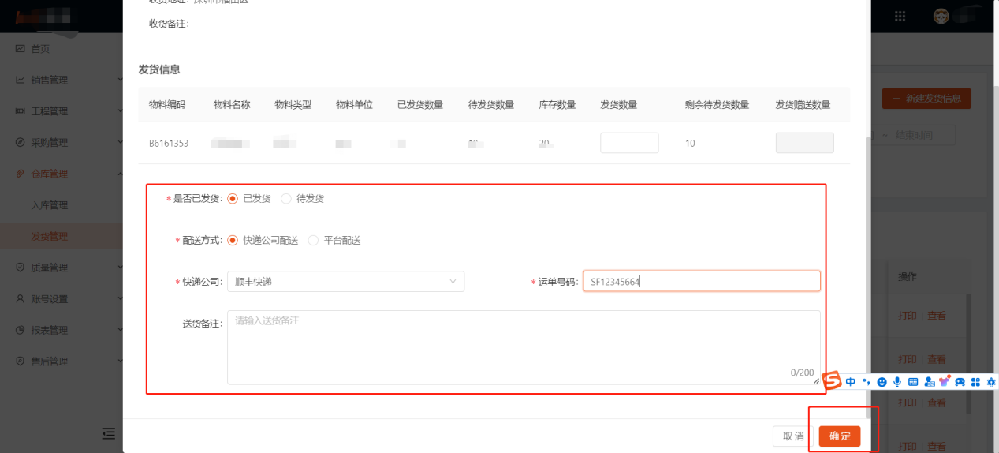 收货地址: 深圳市福田区
收货备注:
首页
销售管理
工程管理
采购管理
仓库管理
入库管理
发货管理
质量管理
账号设置
报表管理
售后管理
发货信息
物料编码 物料名称 物料类型 物料单位 已发货数量 待发货数量 库存数量 发货数量 剩余待发货数量 发货赠送数量
B6161353 10 20 10
* 是否已发货: 已发货 待发货
* 配送方式: 快递公司配送 平台配送
* 快递公司: 顺丰快递 * 运单号码: SF12345664
送货备注: 请输入送货备注
0/200
取消 确定
+ 新建发货信息
~ 结束时间
操作
打印 查看
打印 查看
打印 查看
打印 查看
中